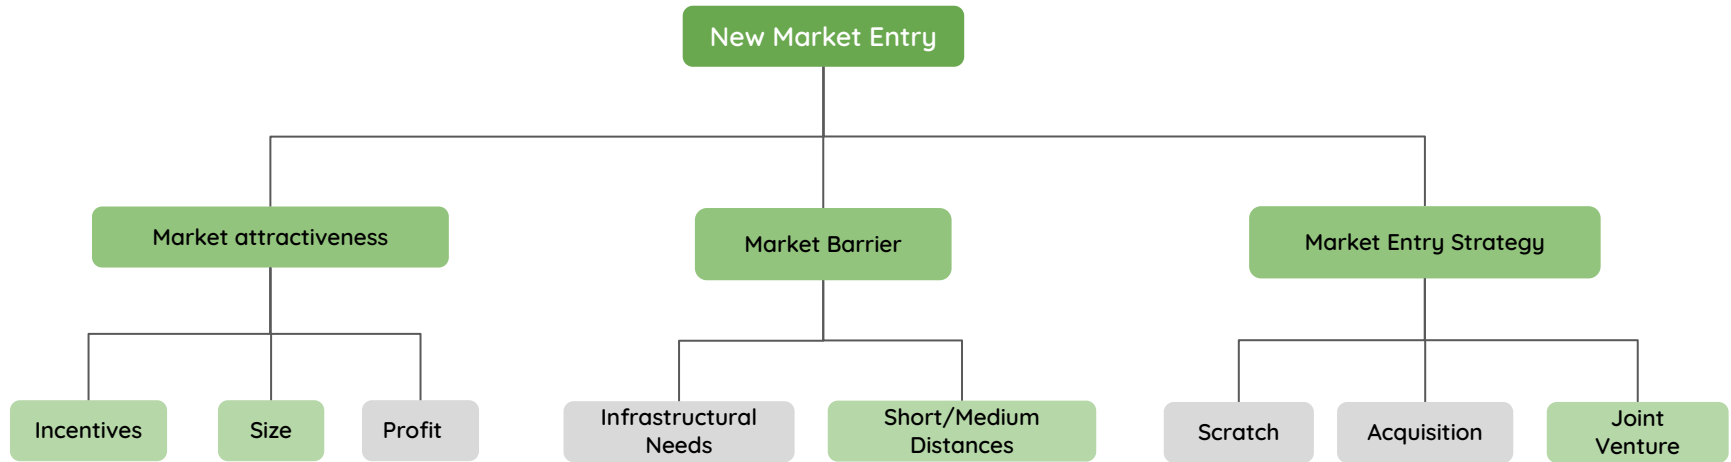 New Market Entry
Market attractiveness
Market Barrier
Market Entry Strategy
Incentives
Size
Profit
Infrastructural
Needs
Short/Medium
Distances
Scratch
Acquisition
Joint
Venture